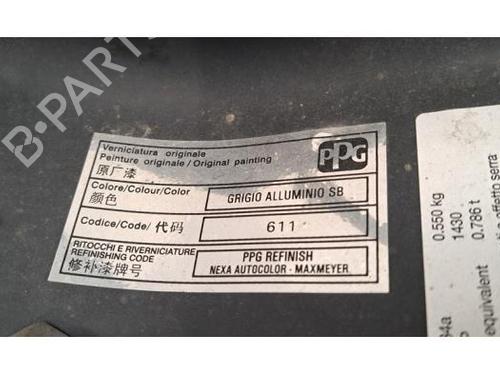 B-PARTS
Verniciatura originale
Peinture originale/Original painting
原厂漆
PPG
Colore/Colour/Color/
颜色
GRIGIO ALLUMINIO SB
Codice/Code/代码
611
RITOCCHI E RIVERNICIATURE
REFINISHING CODE
修补漆牌号
PPG REFINISH
NEXA AUTOCOLOR - MAXMEYER
0.550 kg
1430
0.786 t
effetto serra
equivalent